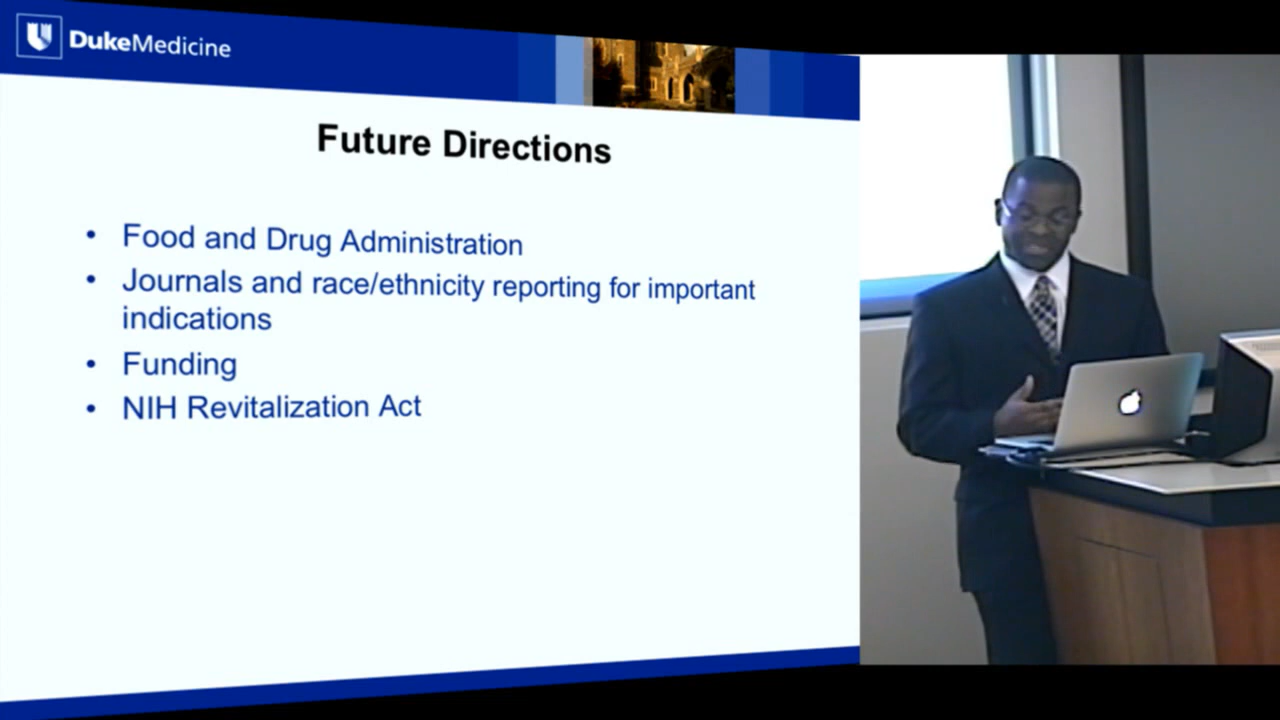 DukeMedicine
Future Directions
• Food and Drug Administration
• Journals and race/ethnicity reporting for important
indications
• Funding
• NIH Revitalization Act